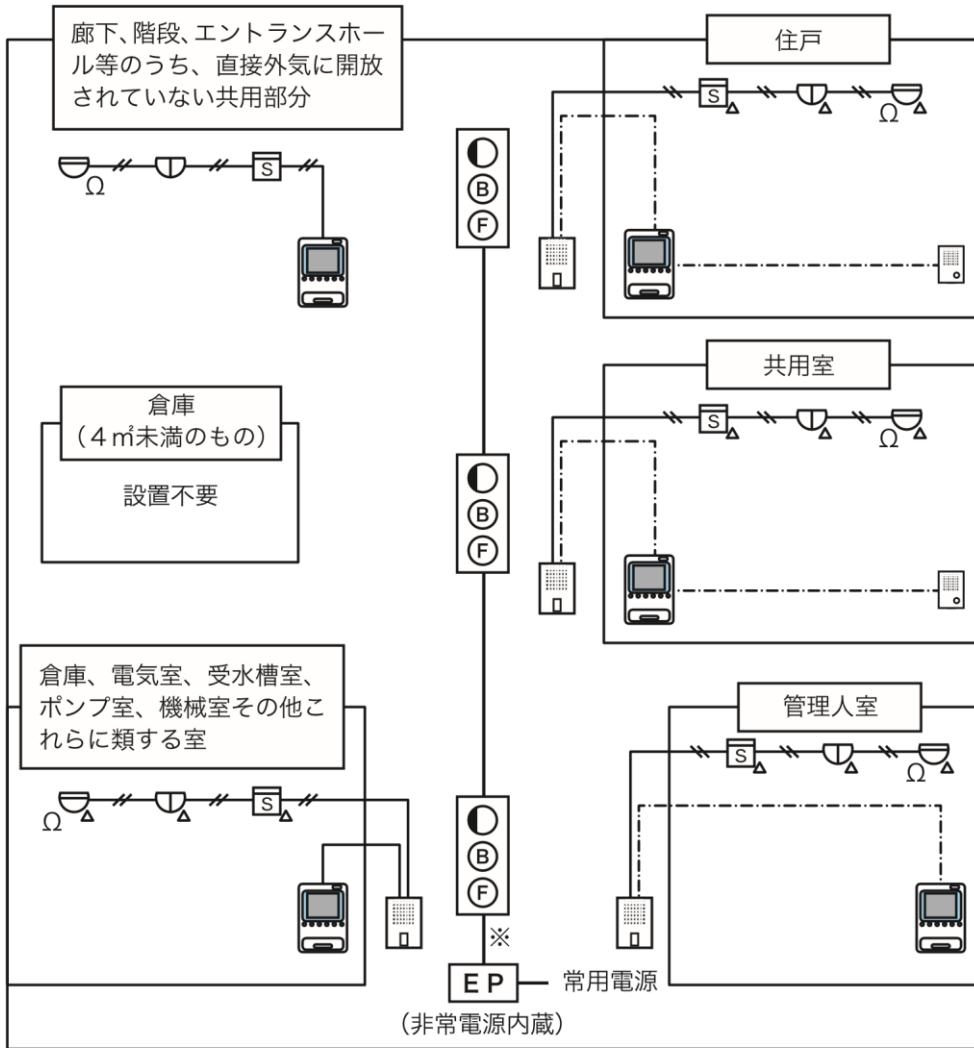 廊下、階段、エントランスホー
ル等のうち、直接外気に開放
されていない共用部分
住戸
S
Ω
Ω
S
B
F
共用室
S
Ω
倉庫
（４㎡未満のもの）
設置不要
B
F
倉庫、電気室、受水槽室、
ポンプ室、機械室その他こ
れらに類する室
管理人室
S
Ω
Ω
S
B
F
※
E P
常用電源
（非常電源内蔵）